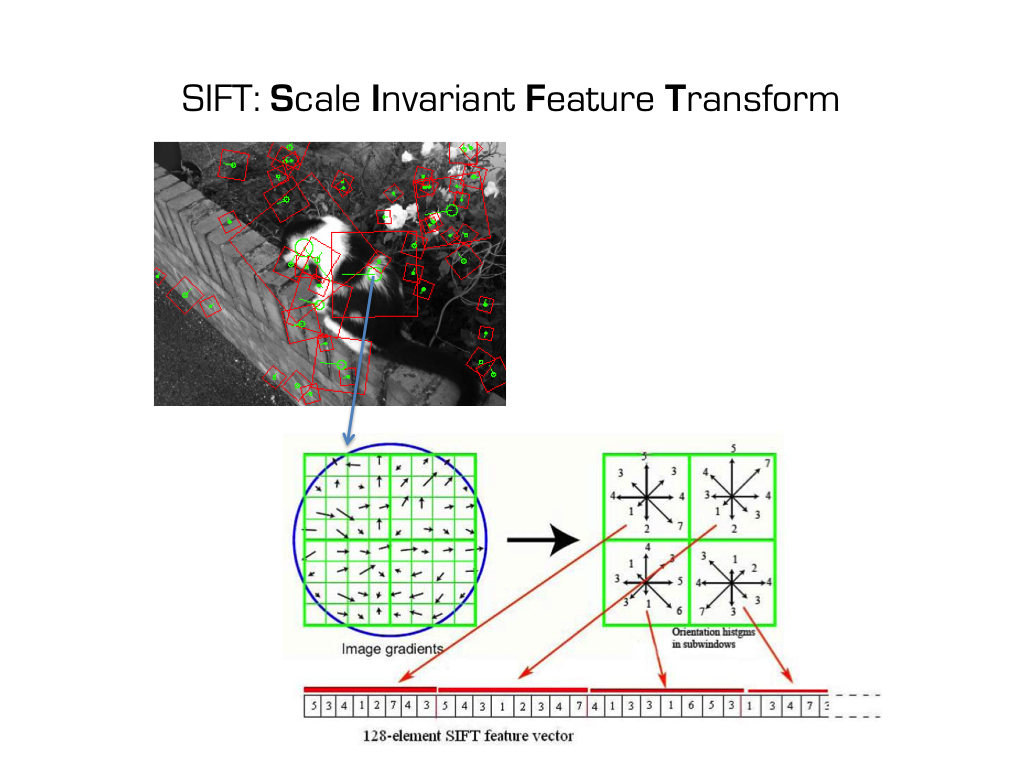 SIFT: Scale Invariant Feature Transform
5
3 3
4 4
1
2 7
5
7
4
3 4
1 3
2
4
1 3
3 5
3 1 6
3 1 2
4 4
3
7 3
Image gradients
Orientation histgms
in subwindows
5 3 4 1 2 7 4 3 5 4 3 1 2 3 4 7 4 1 3 3 1 6 5 3 1 3 4 7 3
128-element SIFT feature vector